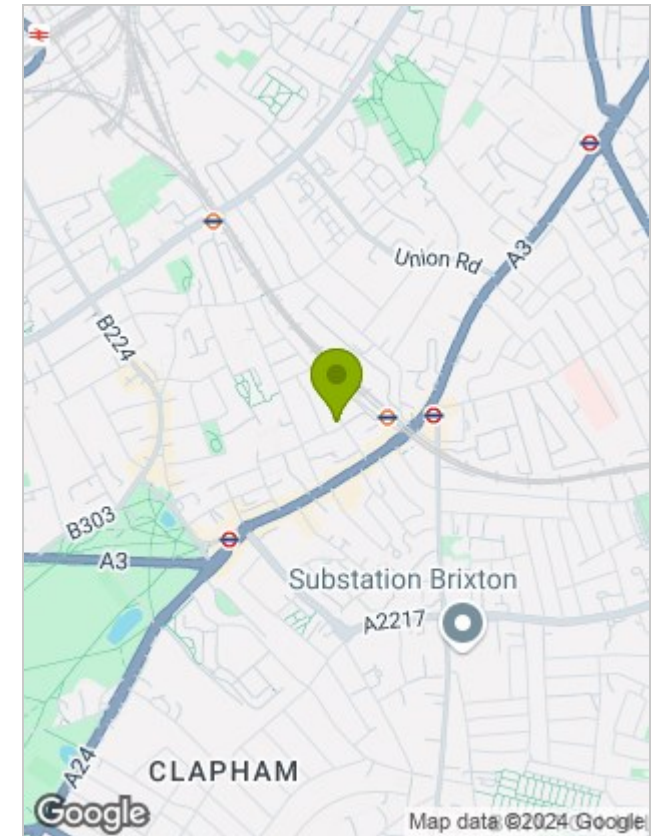 Union Rd
A3
B224
B303
A3
Substation Brixton
A2217
CLAPHAM
A24
Google
Map data ©2024 Google